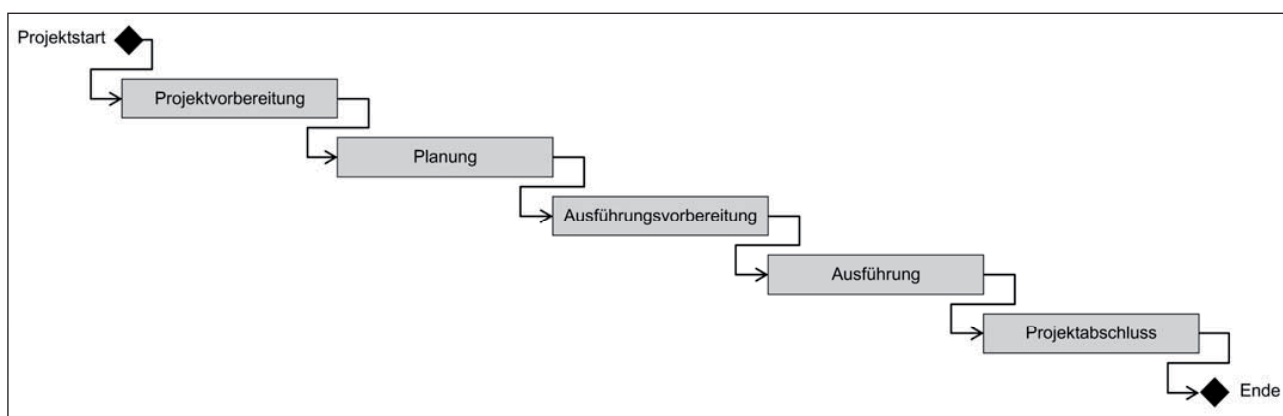 Projektstart
Projektvorbereitung
Planung
Ausführungsvorbereitung
Ausführung
Projektabschluss
Ende